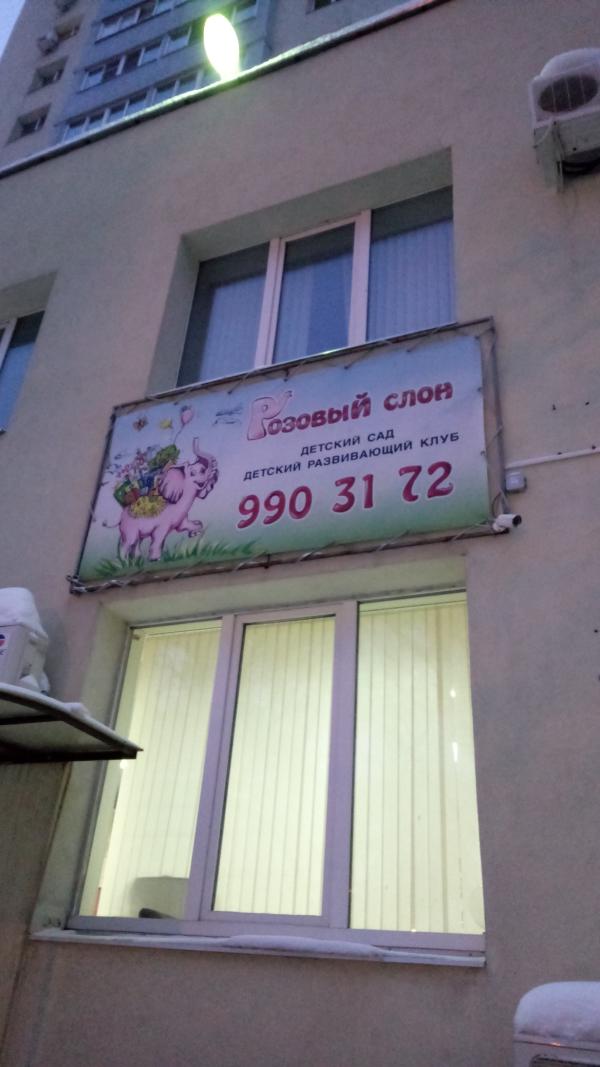 Розовый слон
ДЕТСКИЙ САД
ДЕТСКИЙ РАЗВИВАЮЩИЙ КЛУБ
990 31 72